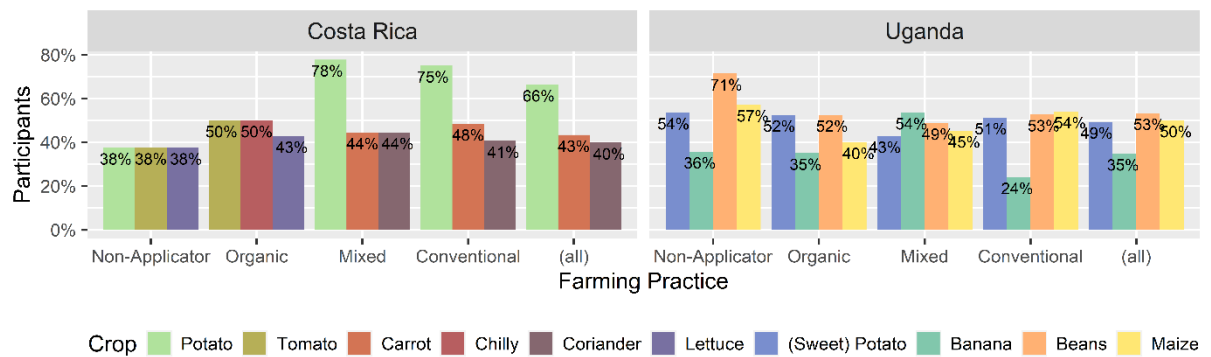 Costa Rica Uganda
80%
60%
40%
20%
0%
Participants
38% 38% 38% 50% 50% 43% 78% 44% 44% 75% 48% 41% 66% 43% 40%
54% 36% 71% 57% 52% 35% 52% 40% 43% 54% 49% 45% 51% 24% 53% 54% 49% 35% 53% 50%
Non-Applicator Organic Mixed Conventional (all) Non-Applicator Organic Mixed Conventional (all)
Farming Practice
Crop Potato Tomato Carrot Chilly Coriander Lettuce (Sweet) Potato Banana Beans Maize